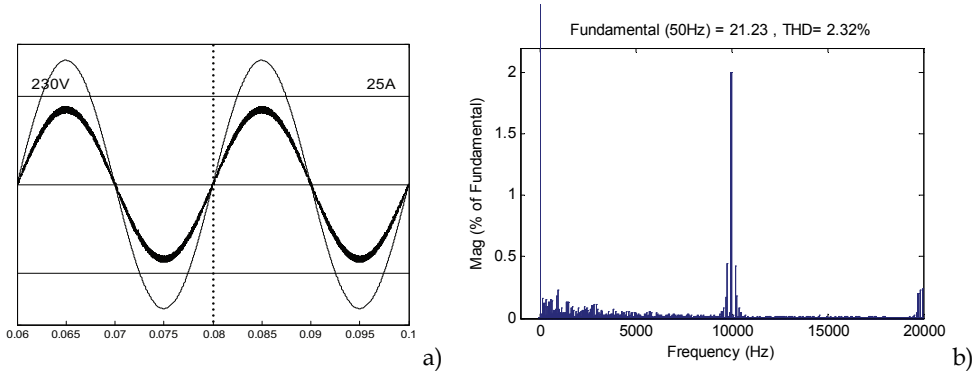 230V 25A
0.06 0.065 0.07 0.075 0.08 0.085 0.09 0.095 0.1
a)
Fundamental (50Hz) = 21.23 , THD= 2.32%
2
1.5
1
0.5
0
Mag (% of Fundamental)
0 5000 10000 15000 20000
Frequency (Hz)
b)